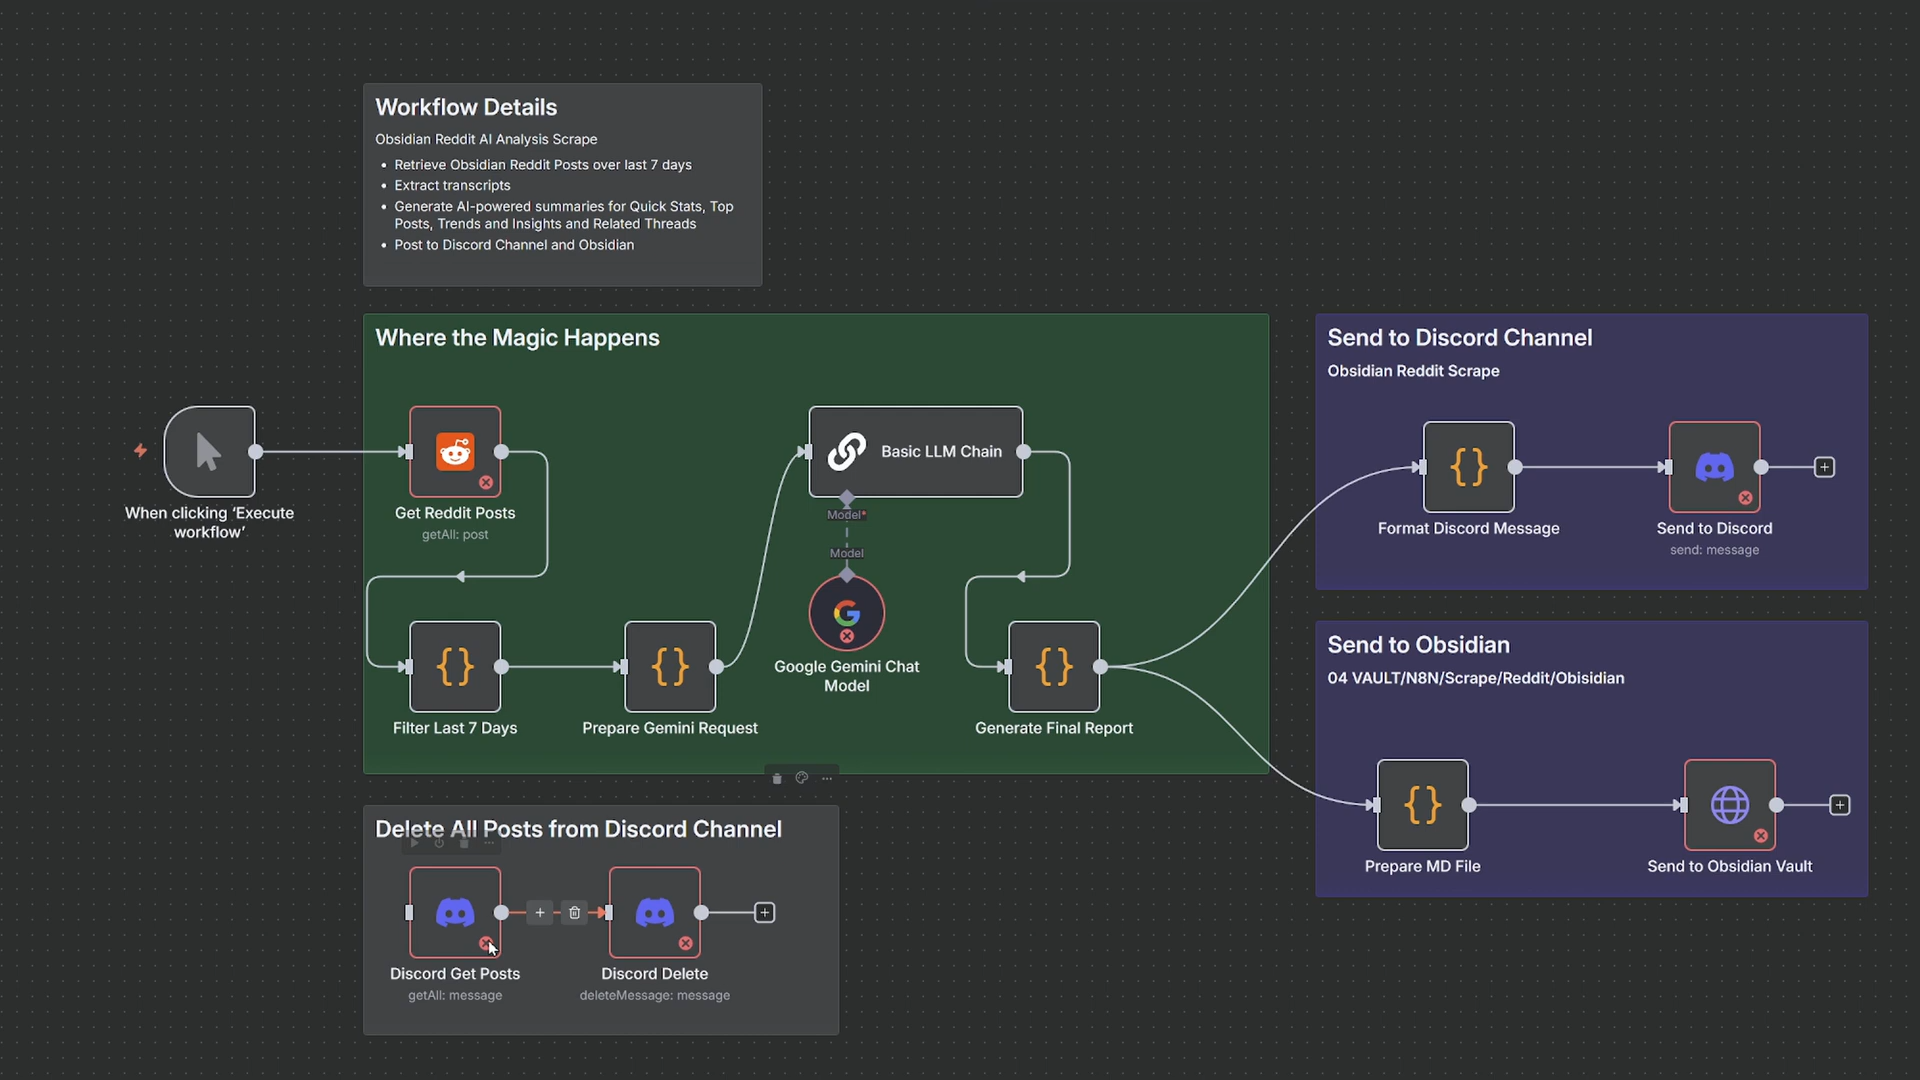 Workflow Details
Obsidian Reddit AI Analysis Scrape
• Retrieve Obsidian Reddit Posts over last 7 days
• Extract transcripts
• Generate AI-powered summaries for Quick Stats, Top
Posts, Trends and Insights and Related Threads
• Post to Discord Channel and Obsidian
Where the Magic Happens
When clicking ‘Execute
workflow’
Get Reddit Posts
getAll: post
Basic LLM Chain
Model*
Model
Google Gemini Chat
Model
Filter Last 7 Days
Prepare Gemini Request
Generate Final Report
Send to Discord Channel
Obsidian Reddit Scrape
Format Discord Message
Send to Discord
send: message
Send to Obsidian
04 VAULT/N8N/Scrape/Reddit/Obisidian
Prepare MD File
Send to Obsidian Vault
Delete All Posts from Discord Channel
Discord Get Posts
getAll: message
Discord Delete
deleteMessage: message